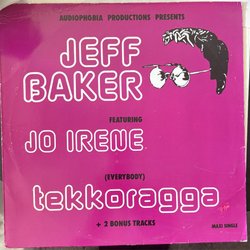 AUDIOPHOBIA PRODUCTIONS PRESENTS
JEFF
BAKER
FEATURING
JO IRENE
(EVERYBODY)
tekkoragga
+ 2 BONUS TRACKS
MAXI SINGLE